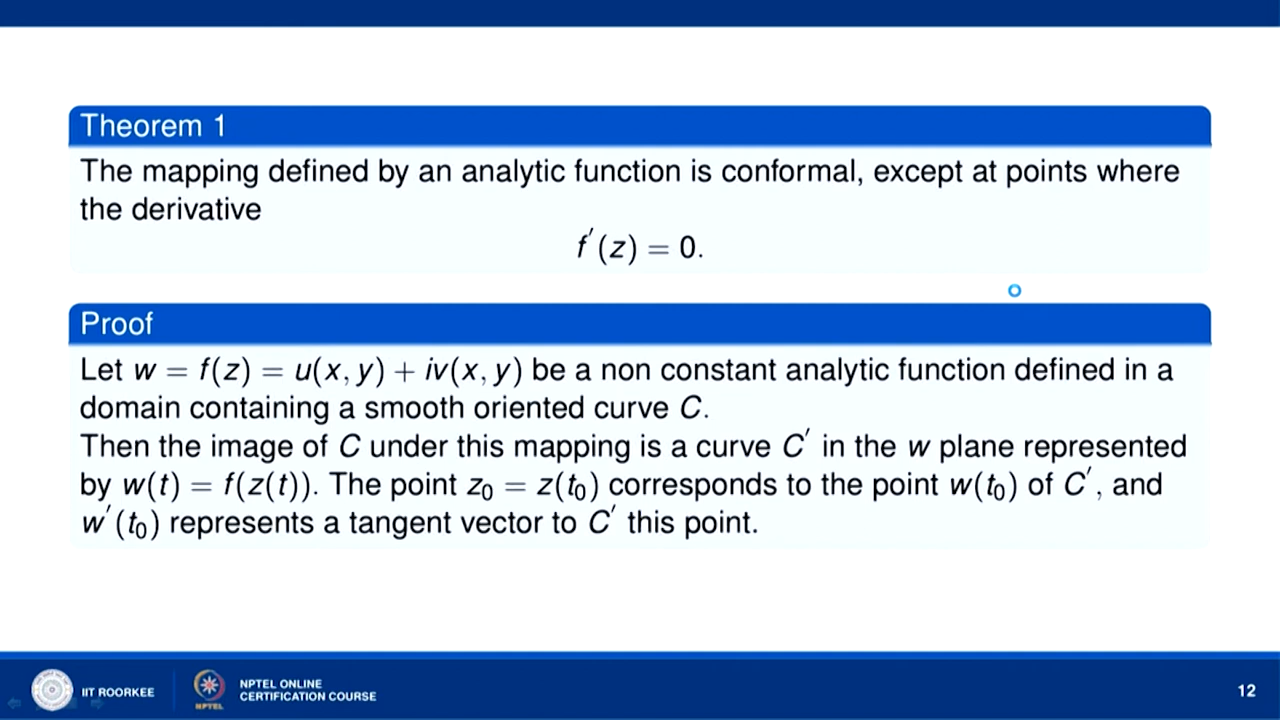 Theorem 1
The mapping defined by an analytic function is conformal, except at points where
the derivative
f′(z) = 0.
Proof
Let w = f(z) = u(x, y) + iv(x, y) be a non constant analytic function defined in a
domain containing a smooth oriented curve C.
Then the image of C under this mapping is a curve C′ in the w plane represented
by w(t) = f(z(t)). The point z₀ = z(t₀) corresponds to the point w(t₀) of C′, and
w′(t₀) represents a tangent vector to C′ this point.
IIT ROORKEE
NPTEL
NPTEL ONLINE
CERTIFICATION COURSE
12